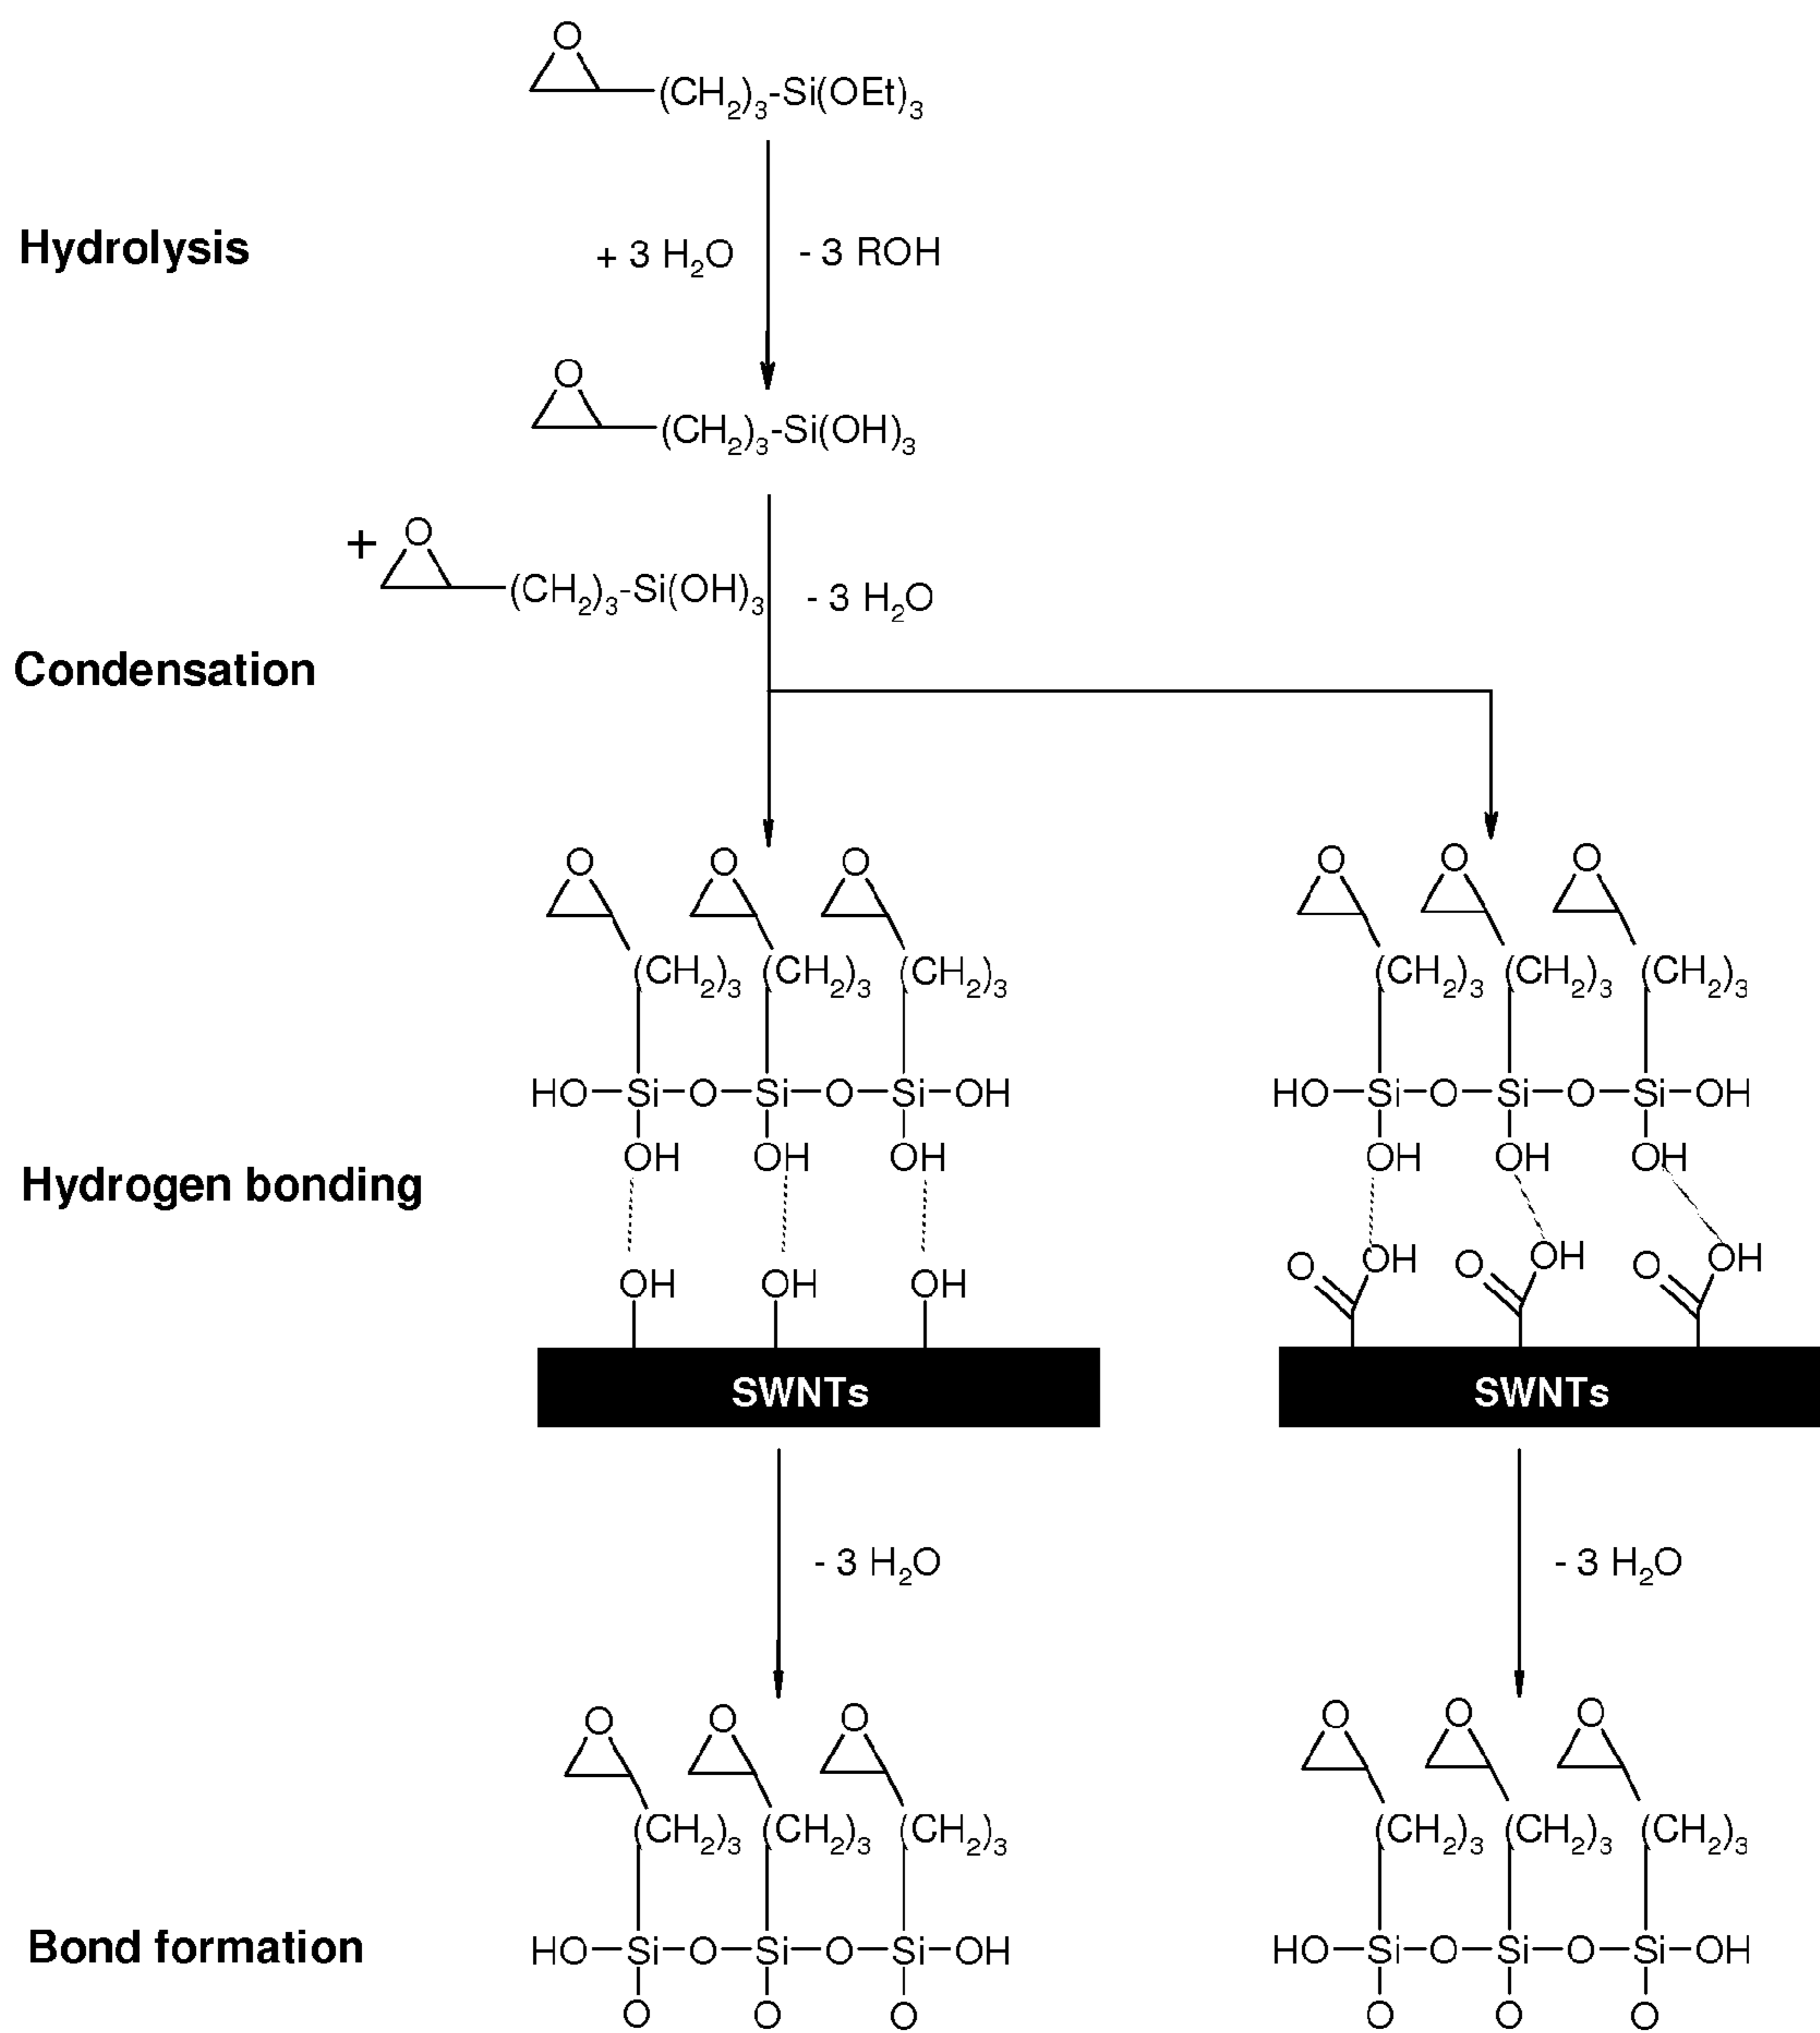 O
(CH2)3-Si(OEt)3
Hydrolysis
+ 3 H2O - 3 ROH
O
(CH2)3-Si(OH)3
+ O
(CH2)3-Si(OH)3 - 3 H2O
Condensation
O O O O O O
(CH2)3 (CH2)3 (CH2)3 (CH2)3 (CH2)3 (CH2)3
HO Si O Si O Si OH HO Si O Si O Si OH
OH OH OH OH OH OH
Hydrogen bonding
O OH O OH O OH
OH OH OH
SWNTs SWNTs
- 3 H2O - 3 H2O
O O O O O O
(CH2)3 (CH2)3 (CH2)3 (CH2)3 (CH2)3 (CH2)3
Bond formation
HO Si O Si O Si OH HO Si O Si O Si OH
O O O O O O